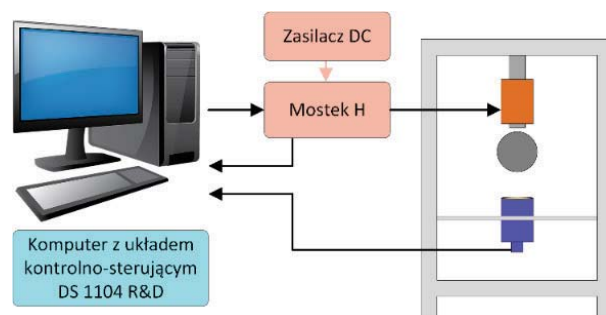 Zasilacz DC
Mostek H
Komputer z układem
kontrolno-sterującym
DS 1104 R&D